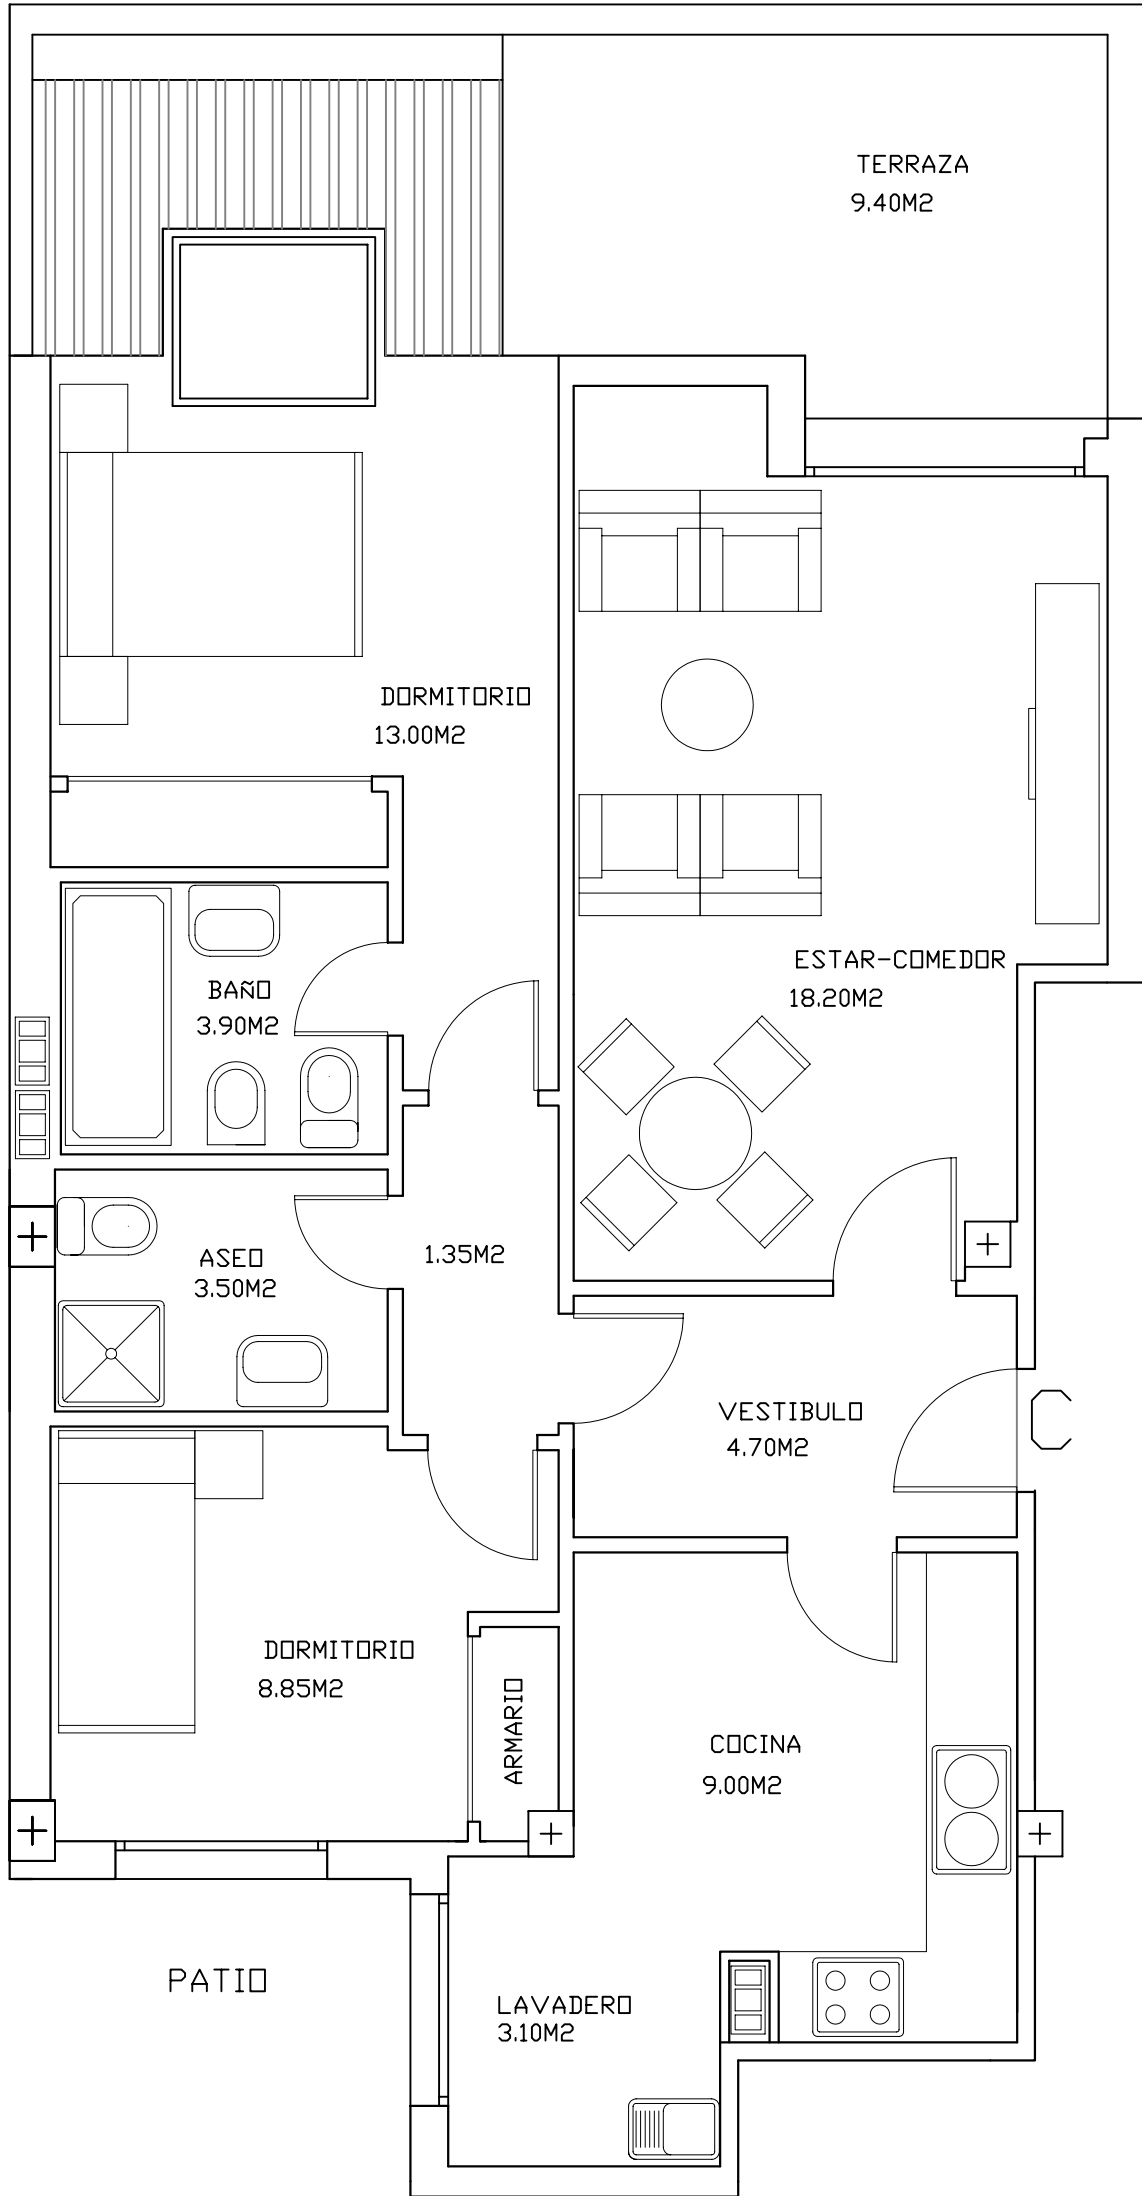 TERRAZA
9.40M2
DORMITORIO
13.00M2
ESTAR-COMEDOR
18.20M2
BAÑO
3.90M2
ASEO
3.50M2
1.35M2
VESTIBULO
4.70M2
C
DORMITORIO
8.85M2
ARMARIO
COCINA
9.00M2
PATIO
LAVADERO
3.10M2